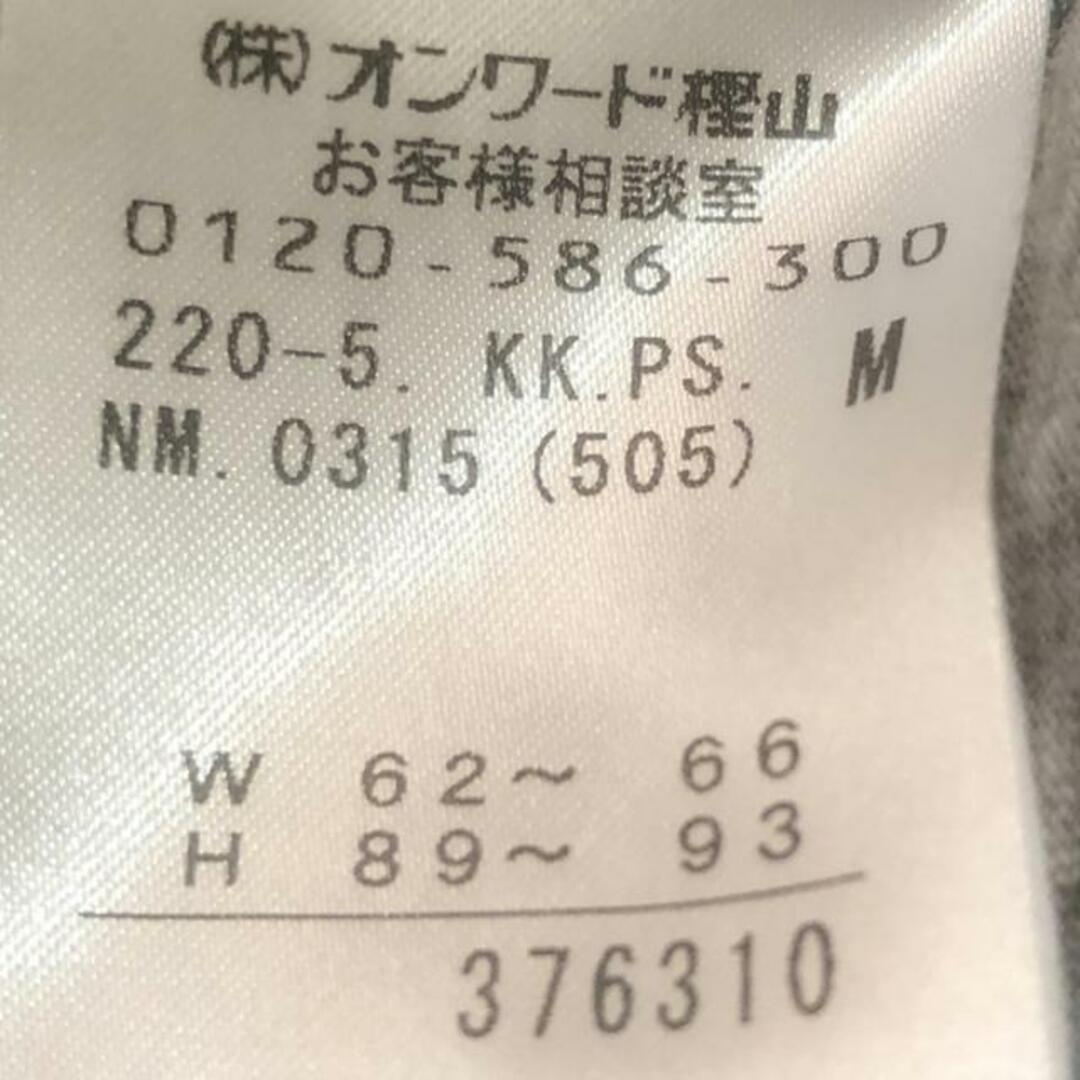 (株)オンワード樫山
お客様相談室
0120-586-300
220-5. KK.PS. M
NM. 0315 (505)
W 62～ 66
H 89～ 93
376310